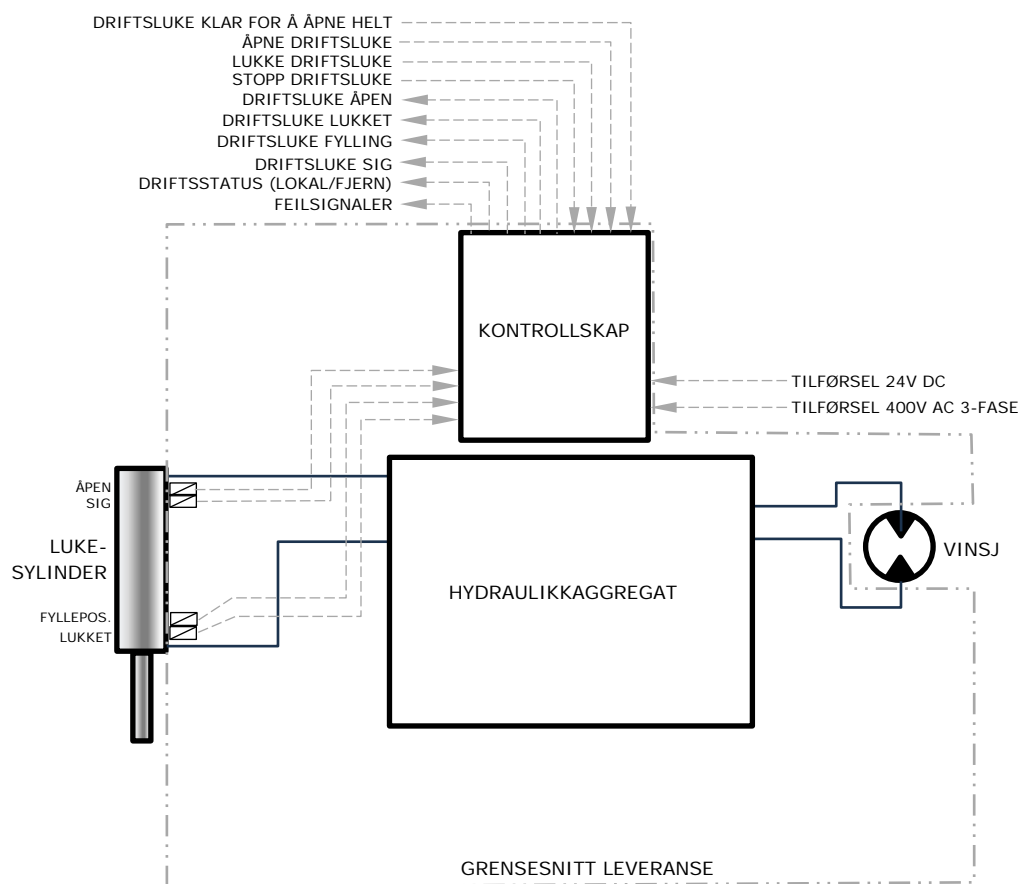 DRIFTSLUKE KLAR FOR Å ÅPNE HELT
ÅPNE DRIFTSLUKE
LUKKE DRIFTSLUKE
STOPP DRIFTSLUKE
DRIFTSLUKE ÅPEN
DRIFTSLUKE LUKKET
DRIFTSLUKE FYLLING
DRIFTSLUKE SIG
DRIFTSSTATUS (LOKAL/FJERN)
FEILSIGNALER
KONTROLLSKAP
TILFØRSEL 24V DC
TILFØRSEL 400V AC 3-FASE
ÅPEN
SIG
LUKE-
SYLINDER
FYLLEPOS.
LUKKET
HYDRAULIKKAGGREGAT
VINSJ
GRENSESNITT LEVERANSE